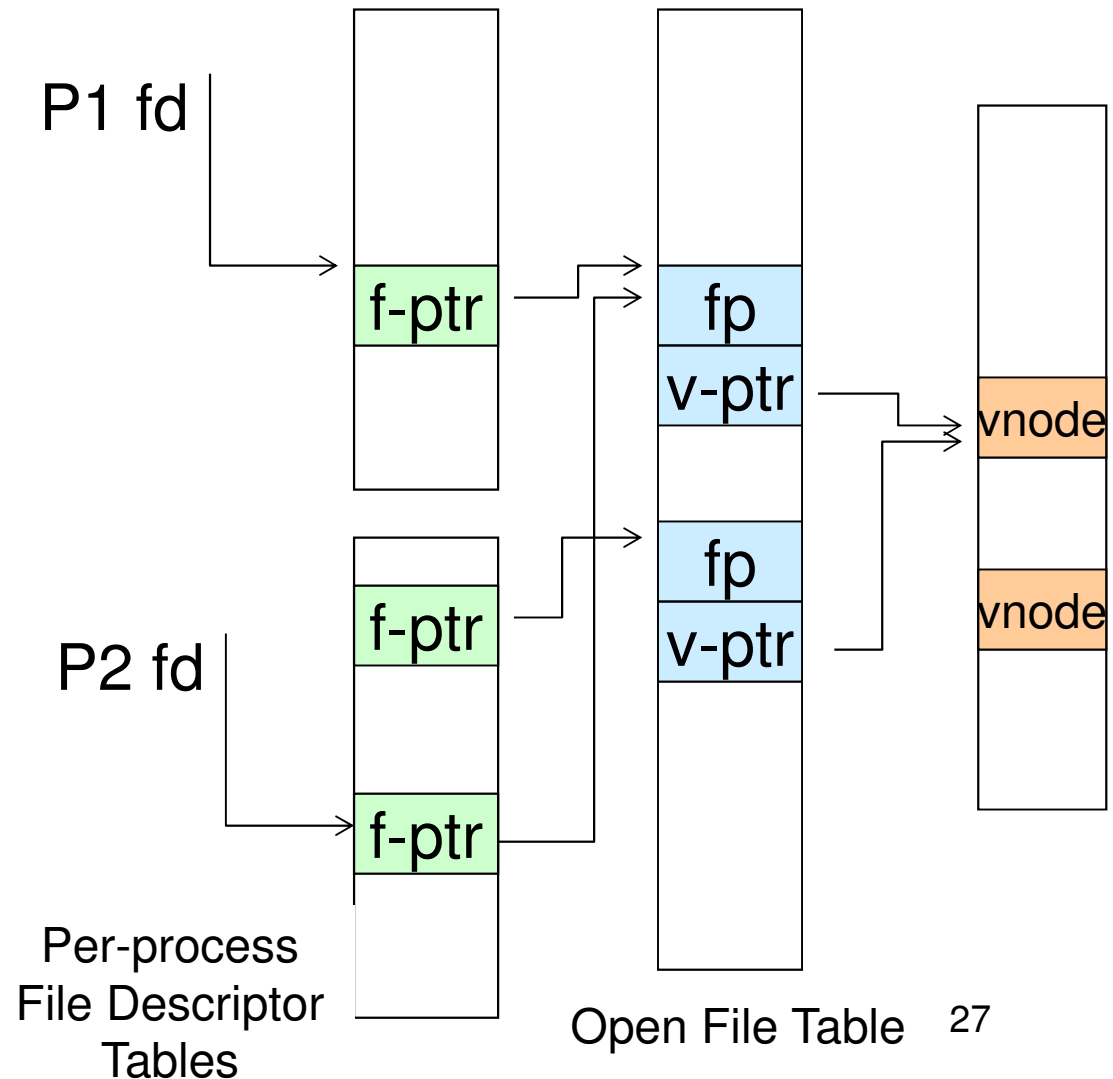 P1 fd
f-ptr
fp
v-ptr
vnode
P2 fd
f-ptr
f-ptr
fp
v-ptr
vnode
Per-process
File Descriptor
Tables
Open File Table
27